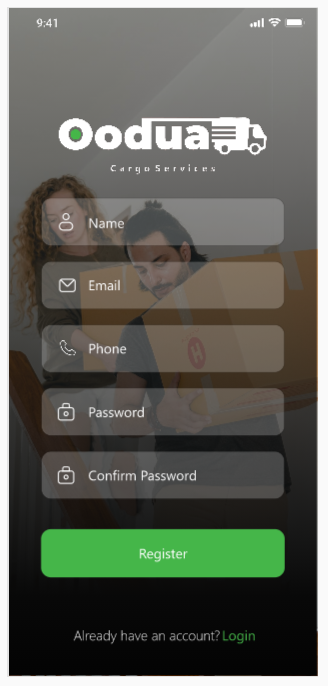 9:41
Oodua
Cargo Services
Name
Email
H
Phone
Password
Confirm Password
Register
Already have an account? Login